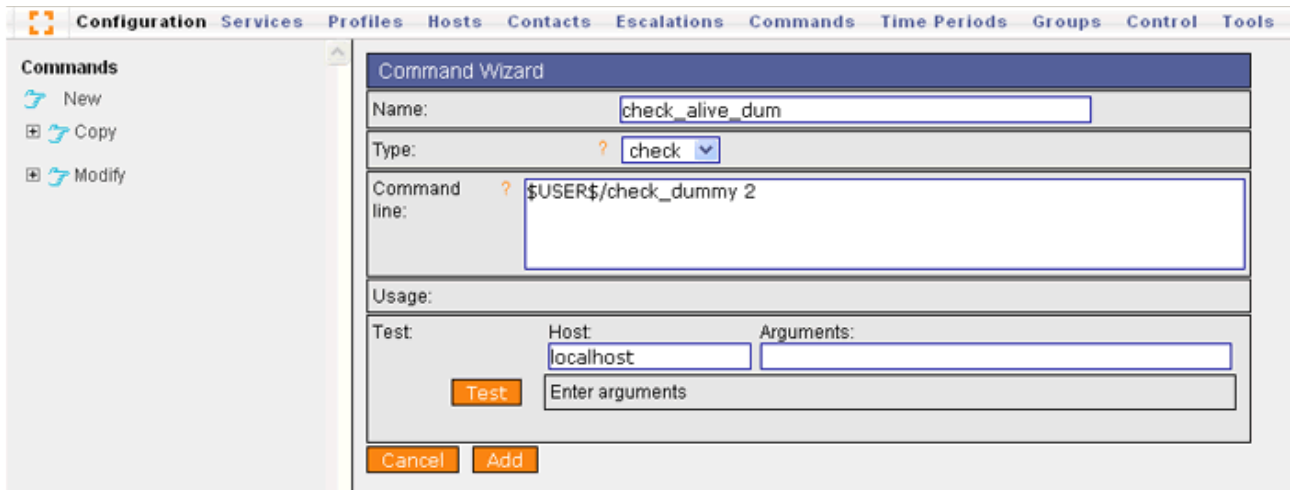 Configuration Services Profiles Hosts Contacts Escalations Commands Time Periods Groups Control Tools
Commands
New
Copy
Modify
Command Wizard
Name: check_alive_dum
Type: ? check
Command line: ? $USER$/check_dummy 2
Usage:
Test: Host: Arguments:
localhost
Test Enter arguments
Cancel Add